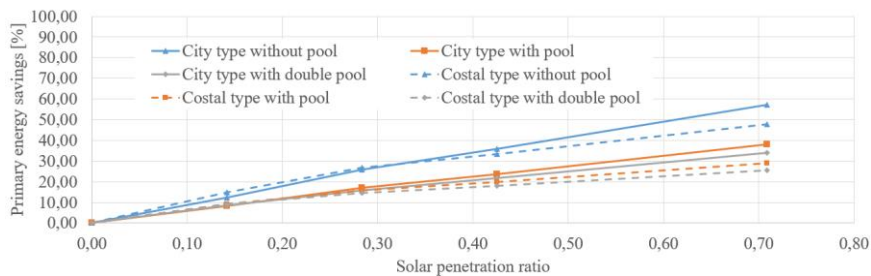 Primary energy savings [%]
100,00
90,00
80,00
70,00
60,00
50,00
40,00
30,00
20,00
10,00
0,00
City type without pool
City type with pool
City type with double pool
Costal type without pool
Costal type with pool
Costal type with double pool
0,00 0,10 0,20 0,30 0,40 0,50 0,60 0,70 0,80
Solar penetration ratio